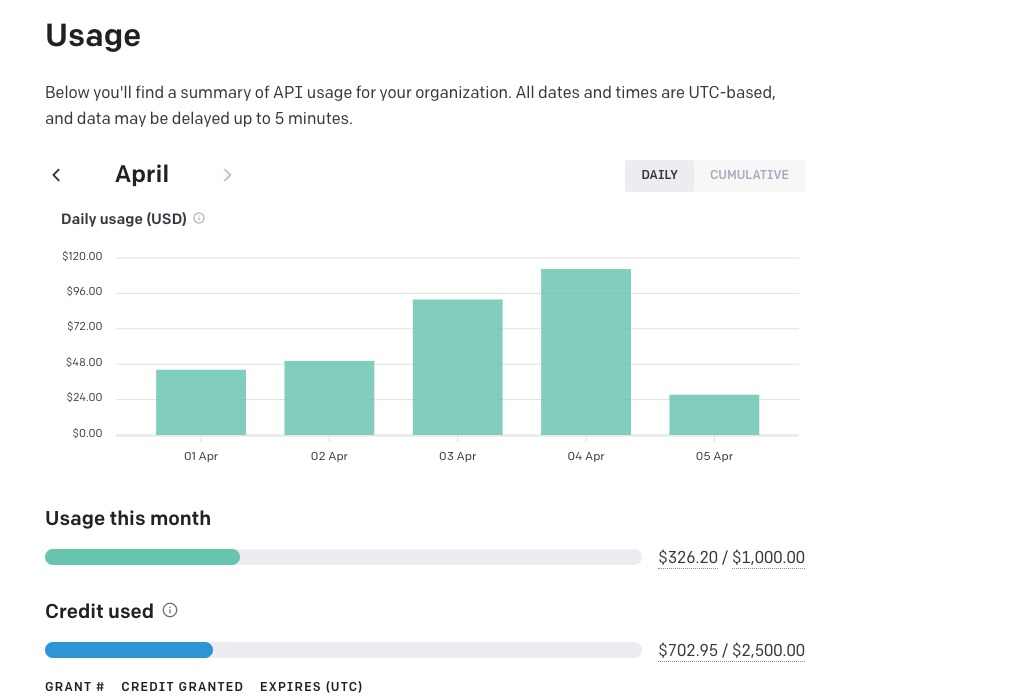 Usage
Below you'll find a summary of API usage for your organization. All dates and times are UTC-based,
and data may be delayed up to 5 minutes.
April
DAILY CUMULATIVE
Daily usage (USD)
$120.00
$96.00
$72.00
$48.00
$24.00
$0.00
01 Apr 02 Apr 03 Apr 04 Apr 05 Apr
Usage this month
$326.20 / $1,000.00
Credit used
$702.95 / $2,500.00
GRANT # CREDIT GRANTED EXPIRES (UTC)